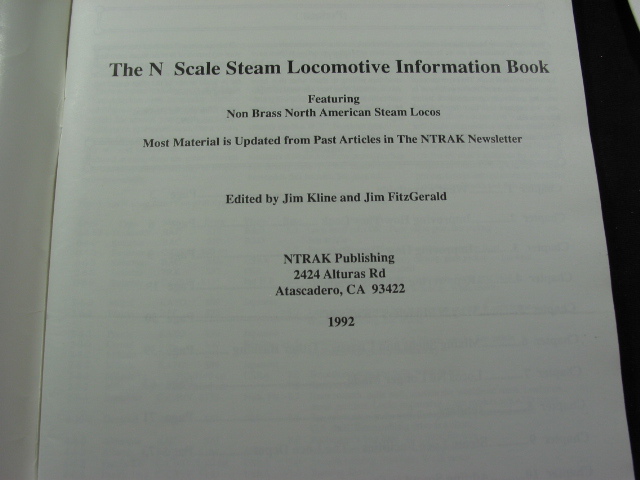 The N Scale Steam Locomotive Information Book
Featuring
Non Brass North American Steam Locos
Most Material is Updated from Past Articles in The NTRAK Newsletter
Edited by Jim Kline and Jim FitzGerald
NTRAK Publishing
2424 Alturas Rd
Atascadero, CA 93422
1992